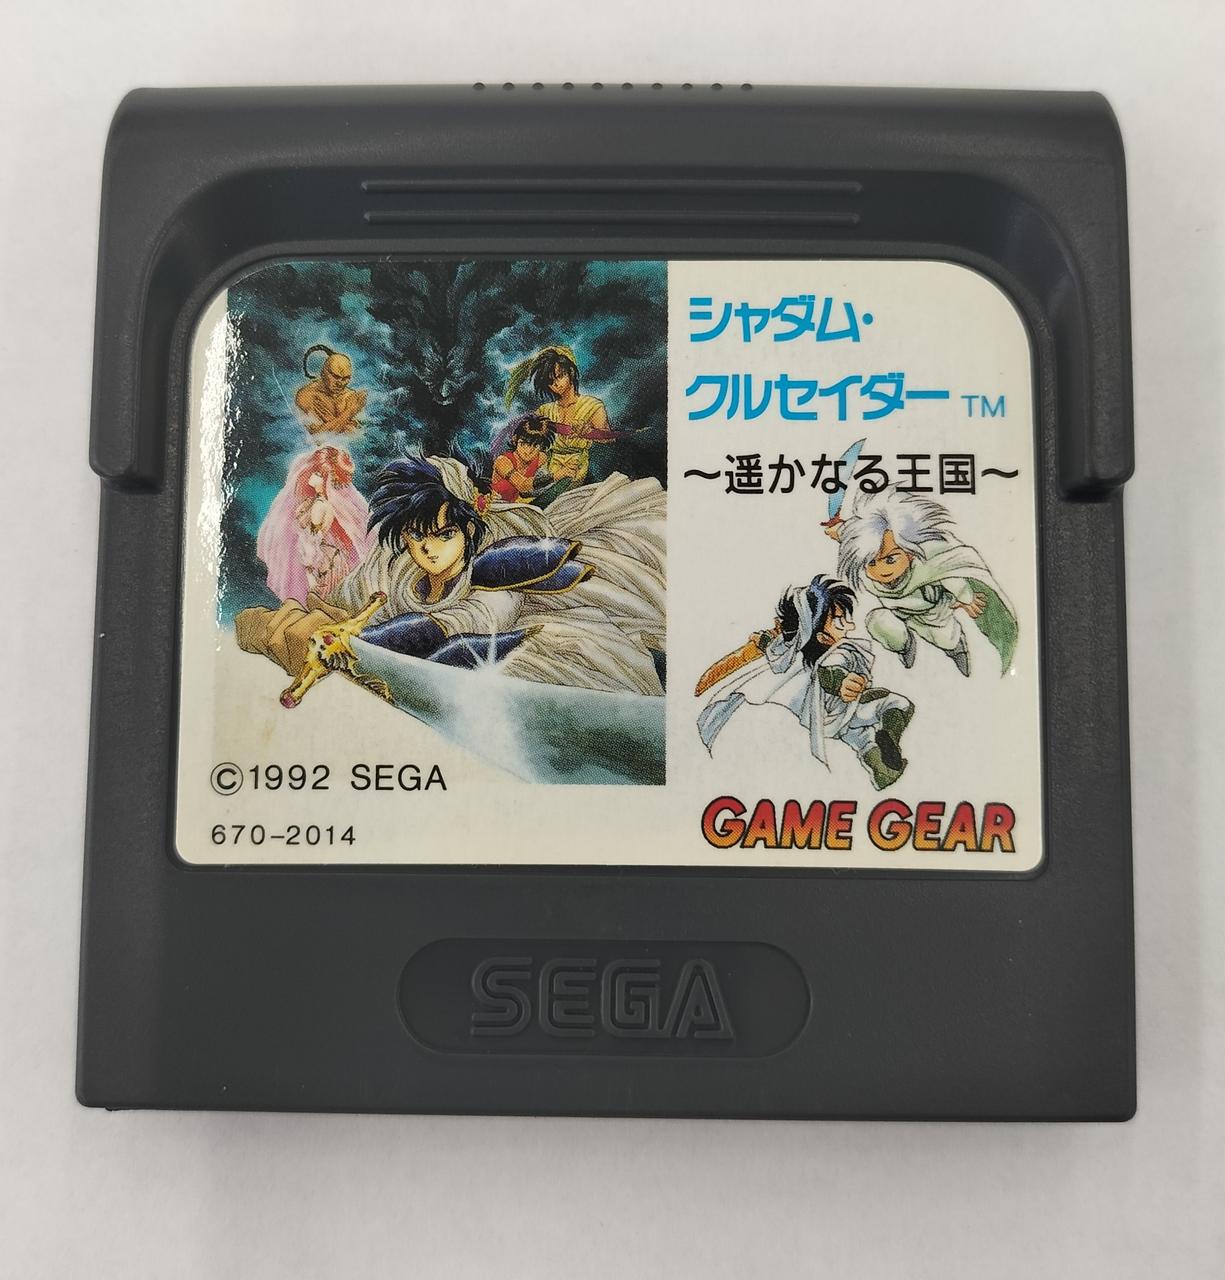 シャダム・
クルセイダー TM
～遥かなる王国～
©1992 SEGA
670-2014
GAME GEAR
SEGA